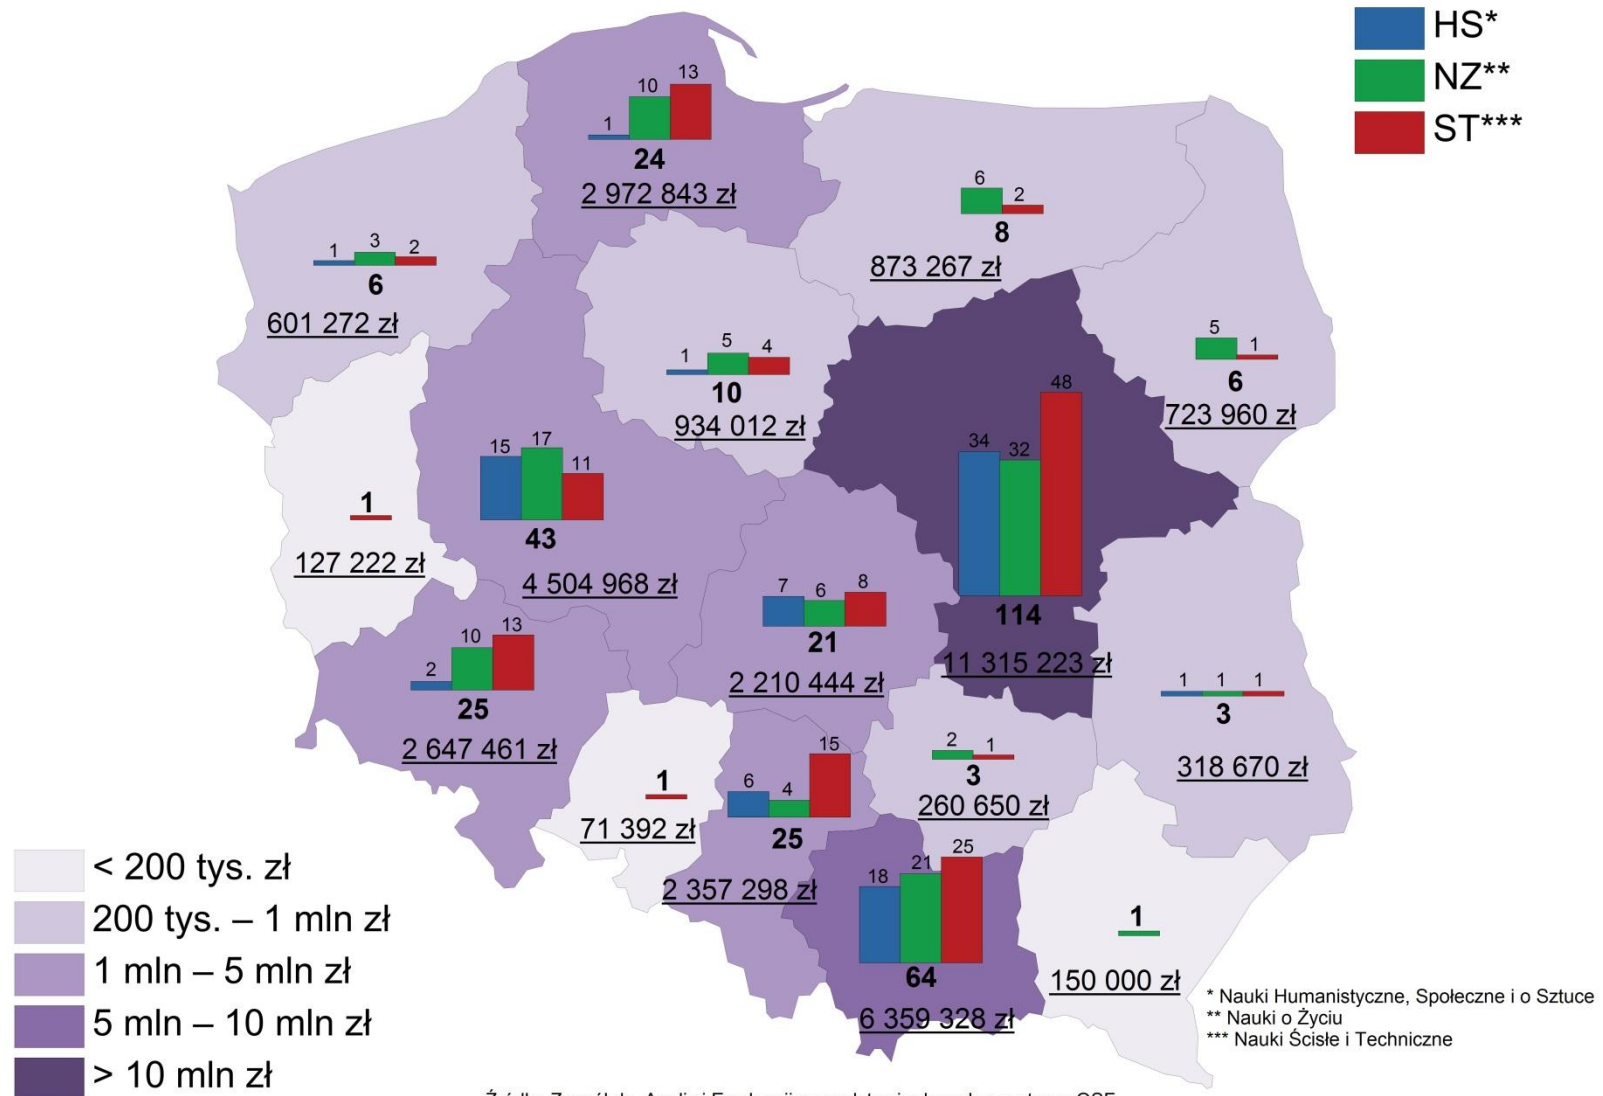 HS*
NZ**
ST***
1 10 13
24
2 972 843 zł
6 2
8
873 267 zł
1 3 2
6
601 272 zł
5 1
6
723 960 zł
1 5 4
10
934 012 zł
34 32 48
114
11 315 223 zł
15 17 11
43
4 504 968 zł
1
127 222 zł
7 6 8
21
2 210 444 zł
2 10 13
25
2 647 461 zł
1 1 1
3
318 670 zł
2 1
3
260 650 zł
1
71 392 zł
6 4 15
25
2 357 298 zł
18 21 25
64
6 359 328 zł
1
150 000 zł
< 200 tys. zł
200 tys. – 1 mln zł
1 mln – 5 mln zł
5 mln – 10 mln zł
> 10 mln zł
* Nauki Humanistyczne, Społeczne i o Sztuce
** Nauki o Życiu
*** Nauki Ścisłe i Techniczne